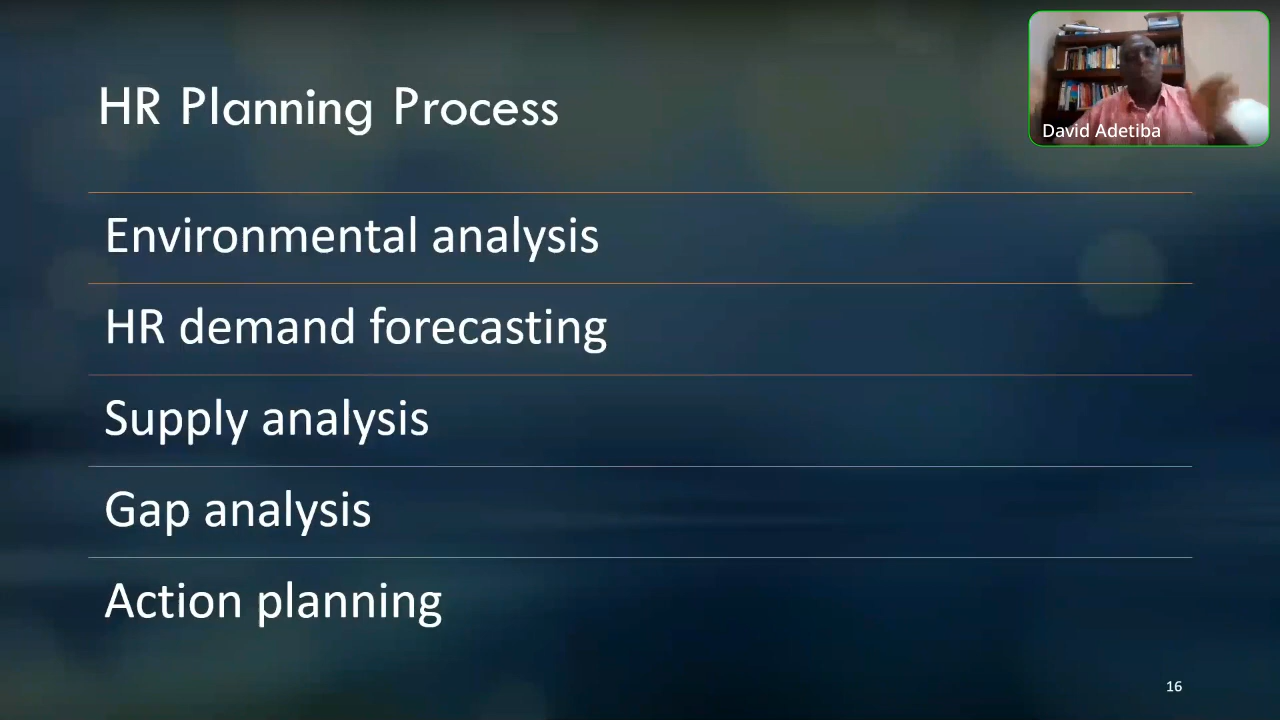 HR Planning Process
David Adetiba
Environmental analysis
HR demand forecasting
Supply analysis
Gap analysis
Action planning
16